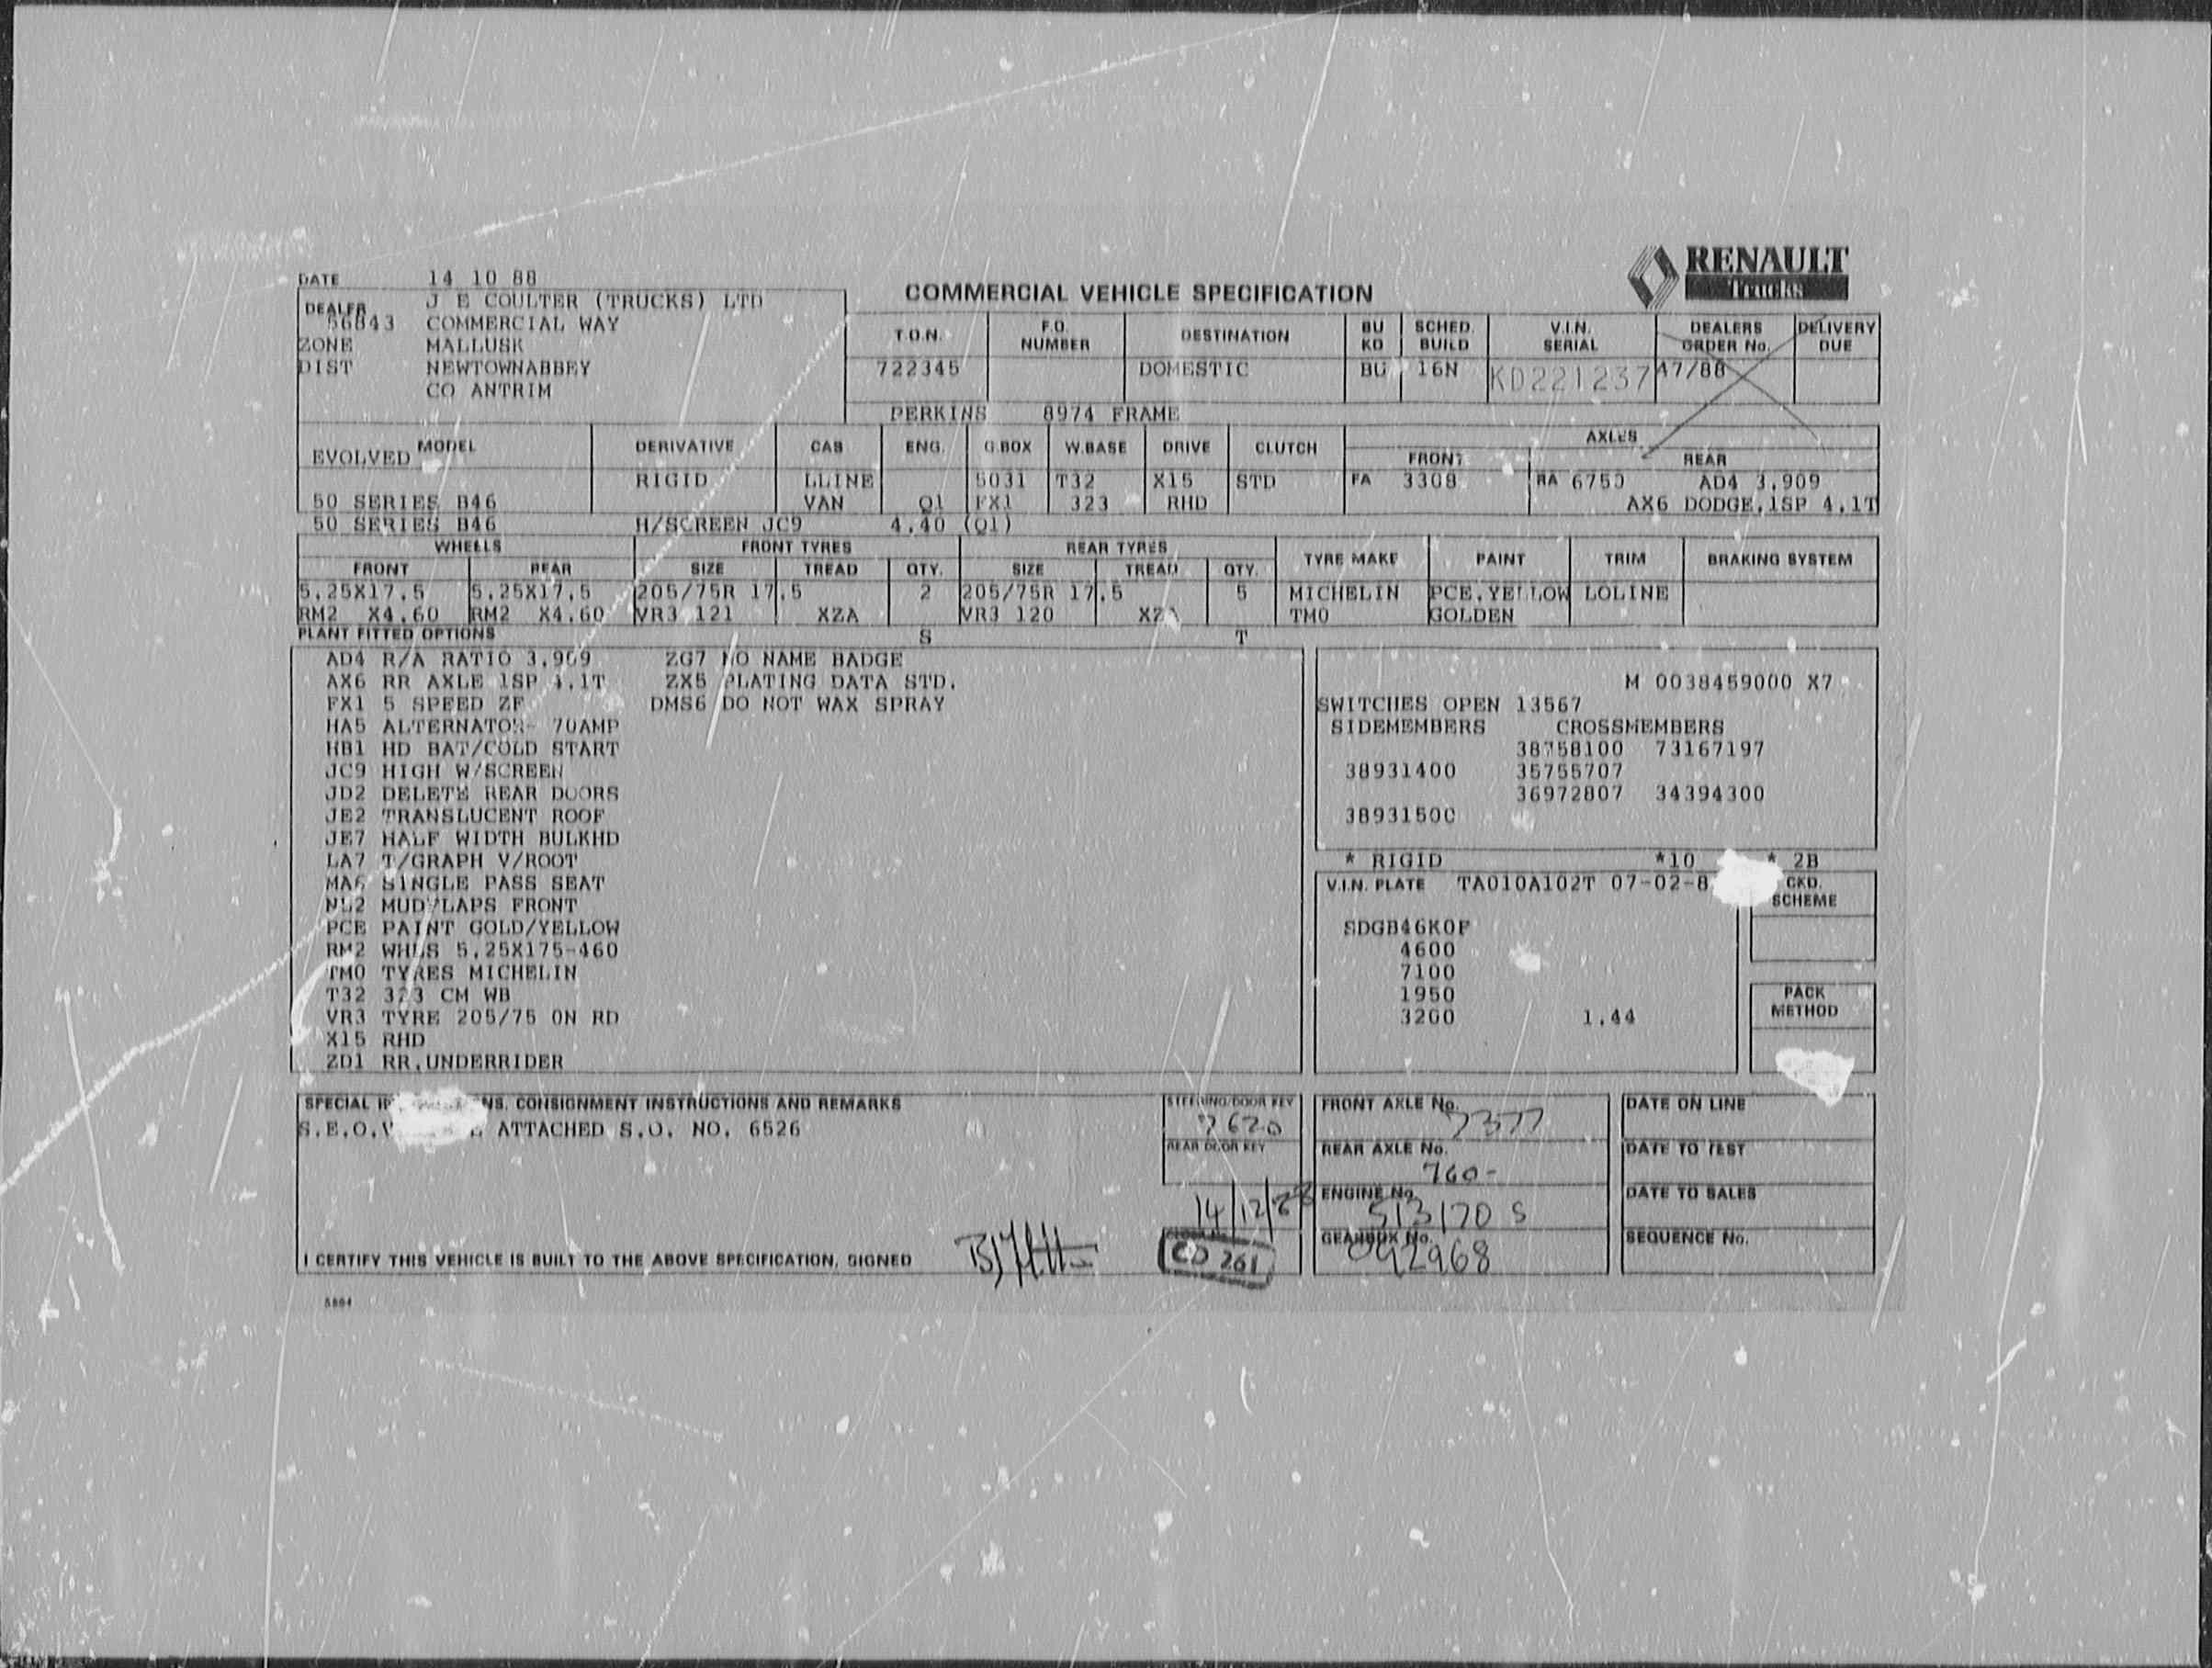 DATE 14 10 88
RENAULT
Trucks
COMMERCIAL VEHICLE SPECIFICATION
DEALER J E COULTER (TRUCKS) LTD
56843 COMMERCIAL WAY
ZONE MALLUSK
DIST NEWTOWNABBEY
CO ANTRIM
T.O.N. F.O. NUMBER DESTINATION BU KD SCHED. BUILD V.I.N. SERIAL DEALERS ORDER No. DELIVERY DUE
722345 DOMESTIC BU 16N KD221237 A7/88
PERKINS 8974 FRAME
MODEL DERIVATIVE CAB ENG. G.BOX W.BASE DRIVE CLUTCH AXLES
EVOLVED FRONT REAR
RIGID LLINE 5031 T32 X15 STD FA 3308 RA 6750 AD4 3.909
50 SERIES B46 VAN Q1 FX1 323 RHD AX6 DODGE.1SP 4.1T
50 SERIES B46 H/SCREEN JC9 4.40 (Q1)
WHEELS FRONT TYRES REAR TYRES TYRE MAKE PAINT TRIM BRAKING SYSTEM
FRONT REAR SIZE TREAD QTY. SIZE TREAD QTY.
5.25X17.5 5.25X17.5 205/75R 17.5 2 205/75R 17.5 5 MICHELIN PCE.YELLOW LOLINE
RM2 X4.60 RM2 X4.60 VR3 121 XZA VR3 120 XZA TM0 GOLDEN
PLANT FITTED OPTIONS S T
AD4 R/A RATIO 3.909 ZG7 NO NAME BADGE
AX6 RR AXLE 1SP 4.1T ZX5 PLATING DATA STD.
FX1 5 SPEED ZF DMS6 DO NOT WAX SPRAY
HA5 ALTERNATOR- 70AMP
HB1 HD BAT/COLD START
JC9 HIGH W/SCREEN
JD2 DELETE REAR DOORS
JE2 TRANSLUCENT ROOF
JE7 HALF WIDTH BULKHD
LA7 T/GRAPH V/ROOT
MA6 SINGLE PASS SEAT
NL2 MUDFLAPS FRONT
PCE PAINT GOLD/YELLOW
RM2 WHLS 5.25X175-460
TM0 TYRES MICHELIN
T32 323 CM WB
VR3 TYRE 205/75 ON RD
X15 RHD
ZD1 RR.UNDERRIDER
M 0038459000 X7
SWITCHES OPEN 13567
SIDEMEMBERS CROSSMEMBERS
38758100 73167197
38931400 35755707
36972807 34394300
38931500
* RIGID *10 * 2B
V.I.N. PLATE TA010A102T 07-02-8 CKD. SCHEME
SDGB46K0F
4600
7100
1950
3200 1.44
PACK METHOD
SPECIAL CONSIGNMENT INSTRUCTIONS AND REMARKS
ATTACHED S.O. NO. 6526
STEERING/DOOR KEY
7620
REAR DOOR KEY
14/12/88
CD 261
I CERTIFY THIS VEHICLE IS BUILT TO THE ABOVE SPECIFICATION, SIGNED
FRONT AXLE No. 7377
REAR AXLE No. 760-
ENGINE No. 513170 S
GEARBOX No. 092968
DATE ON LINE
DATE TO TEST
DATE TO SALES
SEQUENCE No.